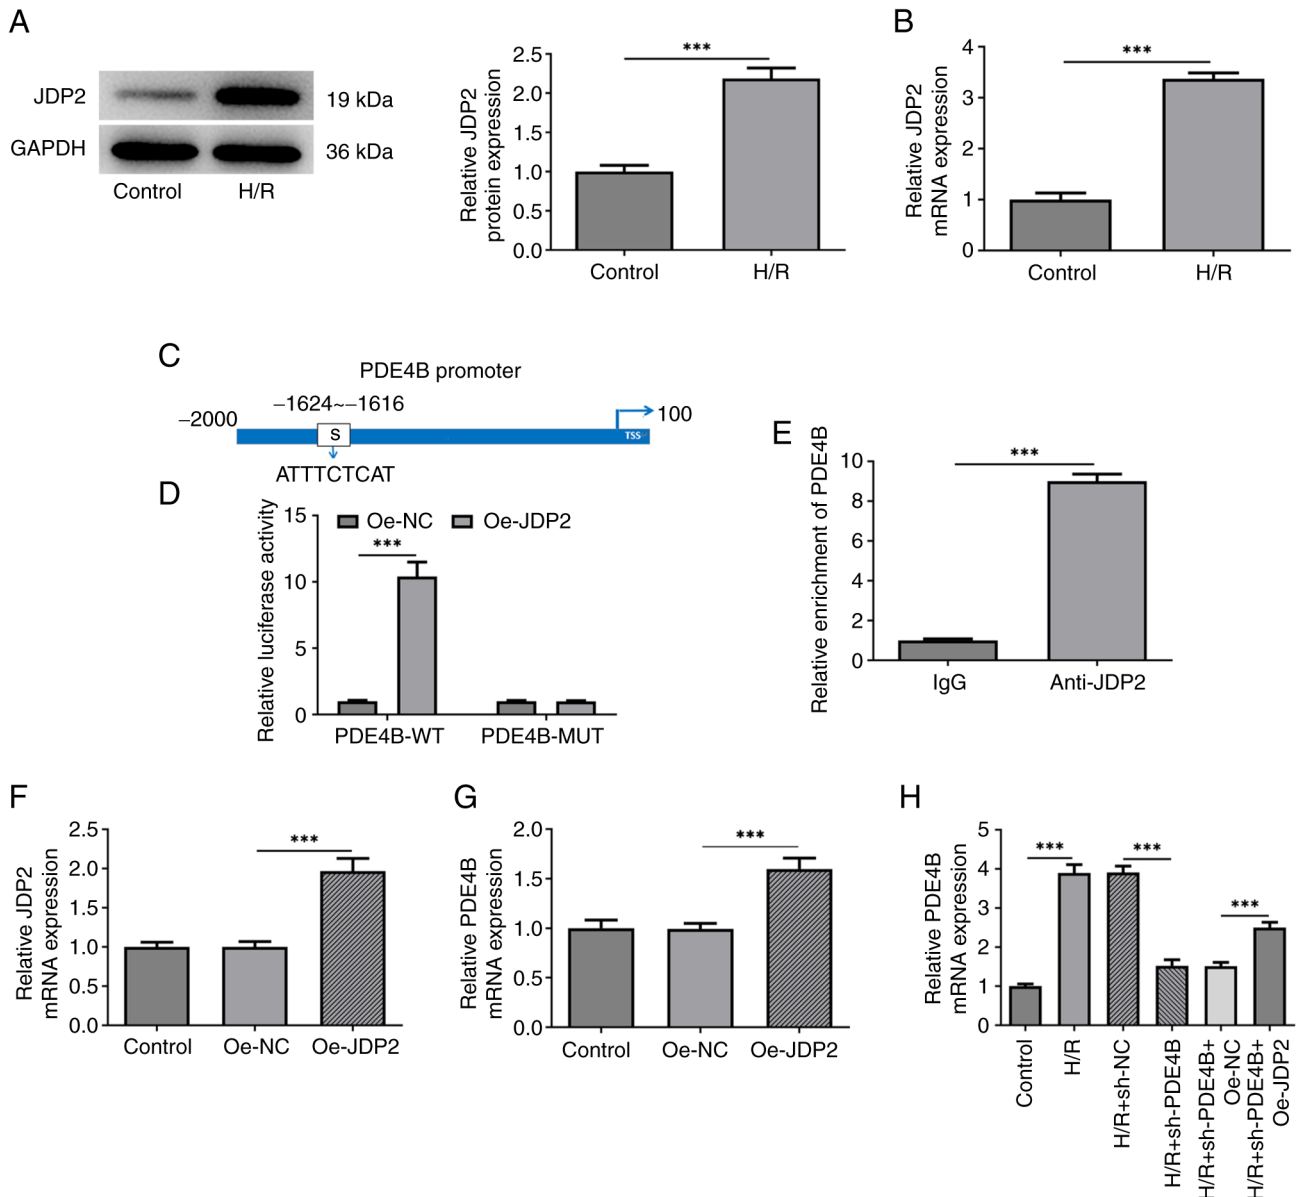 A
JDP2
19 kDa
GAPDH
36 kDa
Control
H/R
Relative JDP2
protein expression
2.5
2.0
1.5
1.0
0.5
0.0
***
Control
H/R
B
Relative JDP2
mRNA expression
4
3
2
1
0
***
Control
H/R
C
PDE4B promoter
−1624~−1616
−2000
S
TSS
100
ATTTCTCAT
D
Relative luciferase activity
15
10
5
0
Oe-NC
Oe-JDP2
***
PDE4B-WT
PDE4B-MUT
E
Relative enrichment of PDE4B
10
8
6
4
2
0
***
IgG
Anti-JDP2
F
Relative JDP2
mRNA expression
2.5
2.0
1.5
1.0
0.5
0.0
***
Control
Oe-NC
Oe-JDP2
G
Relative PDE4B
mRNA expression
2.0
1.5
1.0
0.5
0.0
***
Control
Oe-NC
Oe-JDP2
H
Relative PDE4B
mRNA expression
5
4
3
2
1
0
***
***
***
Control
H/R
H/R+sh-NC
H/R+sh-PDE4B
H/R+sh-PDE4B+
Oe-NC
H/R+sh-PDE4B+
Oe-JDP2